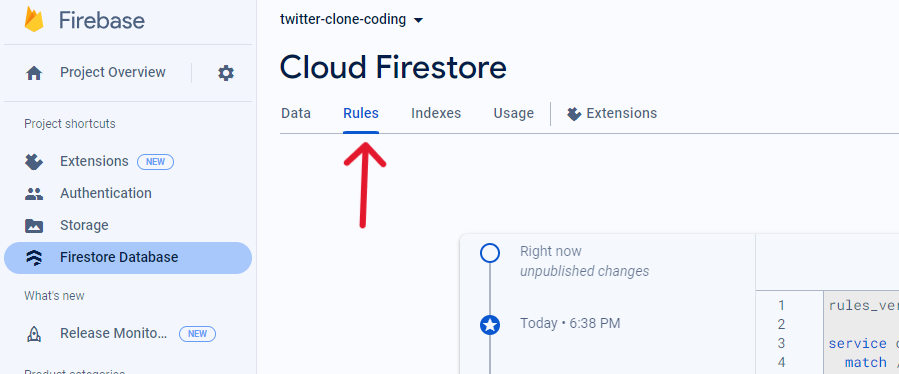 Firebase
Project Overview
Project shortcuts
Extensions NEW
Authentication
Storage
Firestore Database
What's new
Release Monito... NEW
twitter-clone-coding
Cloud Firestore
Data Rules Indexes Usage Extensions
Right now
unpublished changes
Today • 6:38 PM
1 rules_ver
2
3 service
4 match /